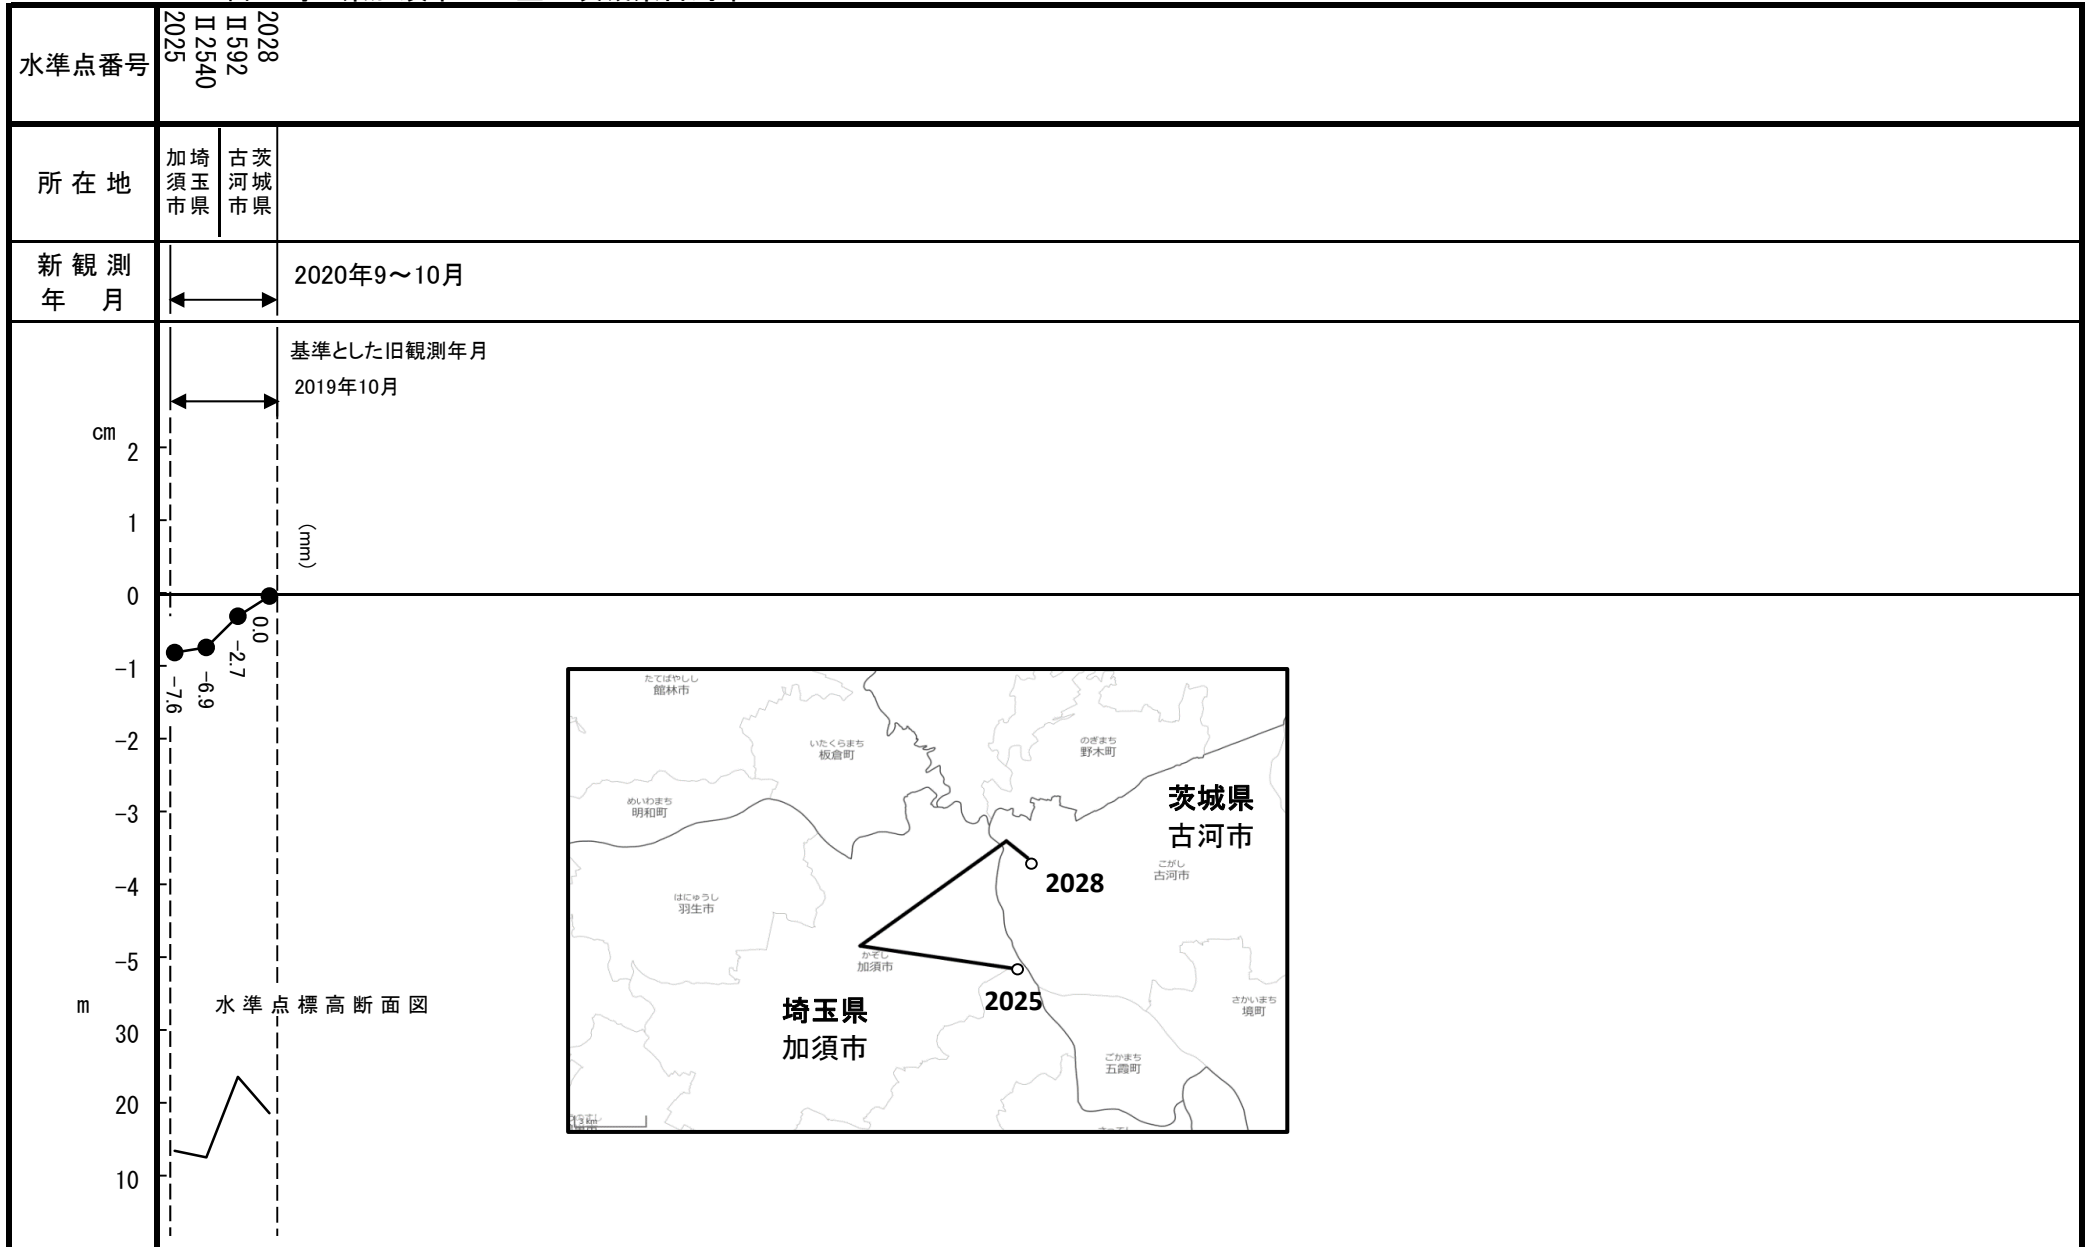 水準点番号
2025
Ⅱ2540
Ⅱ592
2028
所在地
埼玉県
加須市
茨城県
古河市
新観測
年 月
2020年9～10月
基準とした旧観測年月
2019年10月
cm
2
1
(mm)
0
-1
-2
-3
-4
-5
-7.6
-6.9
-2.7
0.0
m
水準点標高断面図
30
20
10
たてばやしし
館林市
いたくらまち
板倉町
のぎまち
野木町
めいわまち
明和町
茨城県
古河市
こがし
古河市
2028
はにゅうし
羽生市
かぞし
加須市
2025
埼玉県
加須市
さかいまち
境町
ごかまち
五霞町
3 km